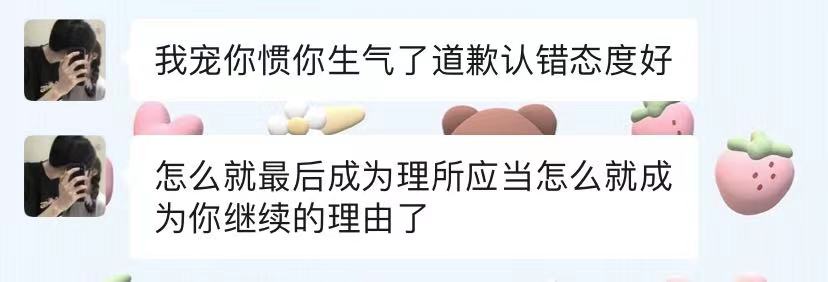 我宠你惯你生气了道歉认错态度好
怎么就最后成为理所应当怎么就成
为你继续的理由了